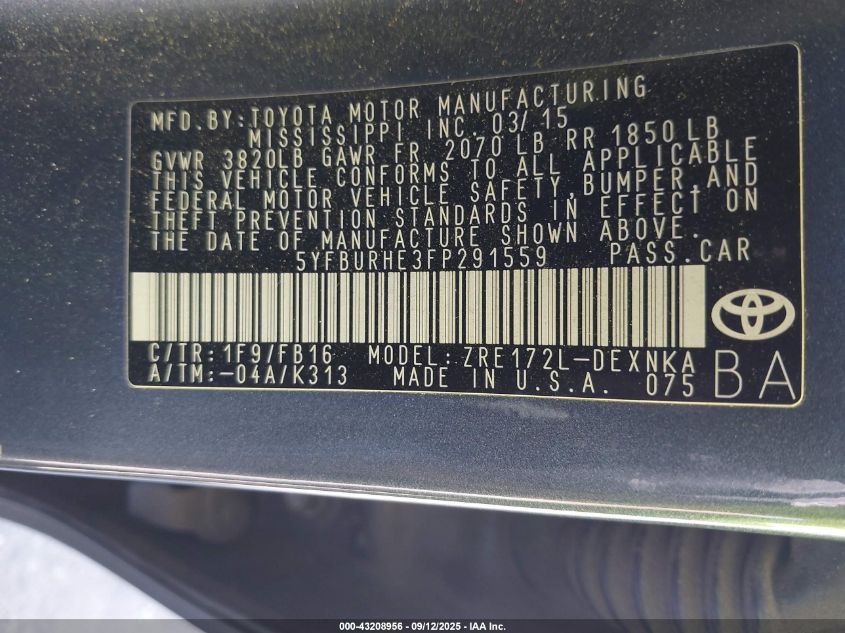 MFD. BY: TOYOTA MOTOR MANUFACTURING
MISSISSIPPI INC. 03/15
GVWR 3820LB GAWR FR 2070 LB RR 1850 LB
THIS VEHICLE CONFORMS TO ALL APPLICABLE
FEDERAL MOTOR VEHICLE SAFETY, BUMPER, AND
THEFT PREVENTION STANDARDS IN EFFECT ON
THE DATE OF MANUFACTURE SHOWN ABOVE.
5YFBURHE3FP291559 PASS. CAR
C/TR: 1F9/FB16 MODEL: ZRE172L-DEXNKA
A/TM: -04A/K313 MADE IN U.S.A. 075 BA
000-43208956 - 09/12/2025 - IAA Inc.